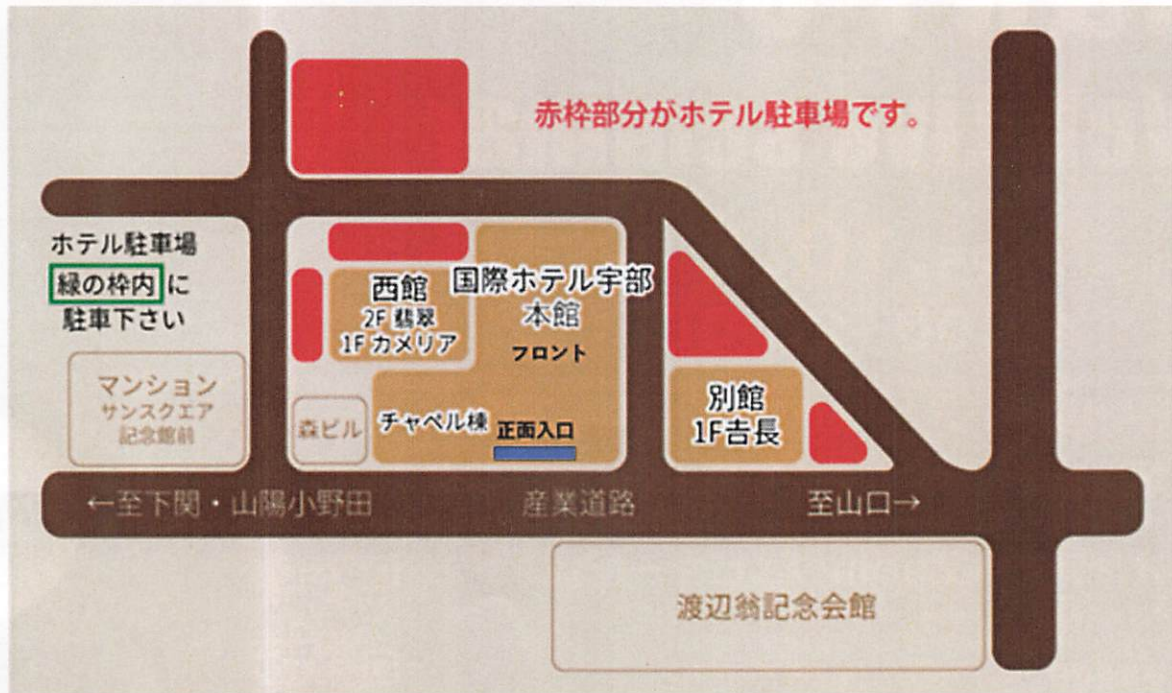 赤枠部分がホテル駐車場です。
ホテル駐車場
緑の枠内に
駐車下さい
西館
2F 翡翠
1F カメリア
国際ホテル宇部
本館
フロント
マンション
サンスクエア
記念館前
森ビル
チャペル棟
正面入口
別館
1F吉長
←至下関・山陽小野田
産業道路
至山口→
渡辺翁記念会館